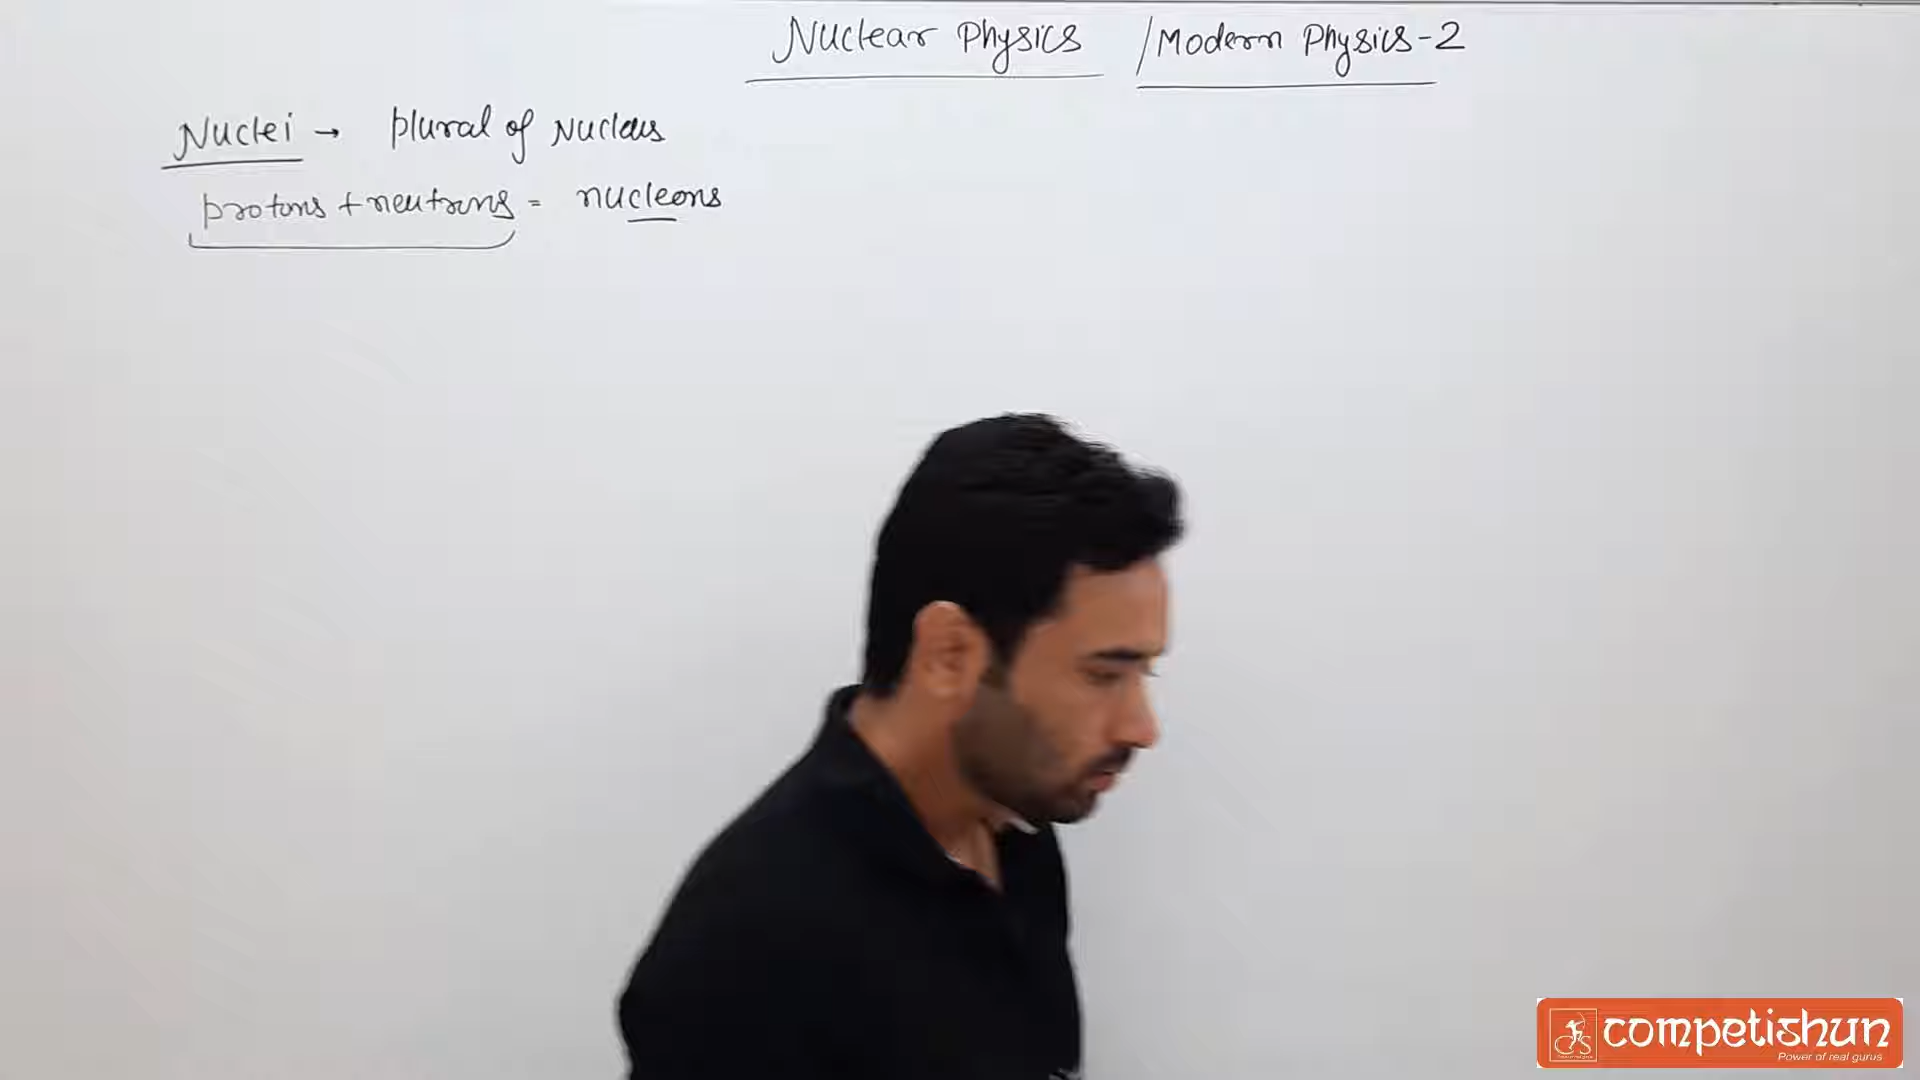 Nuclear Physics / Modern Physics-2
Nuclei → plural of Nucleus
protons + neutrons = nucleons
competishun
Power of real gurus